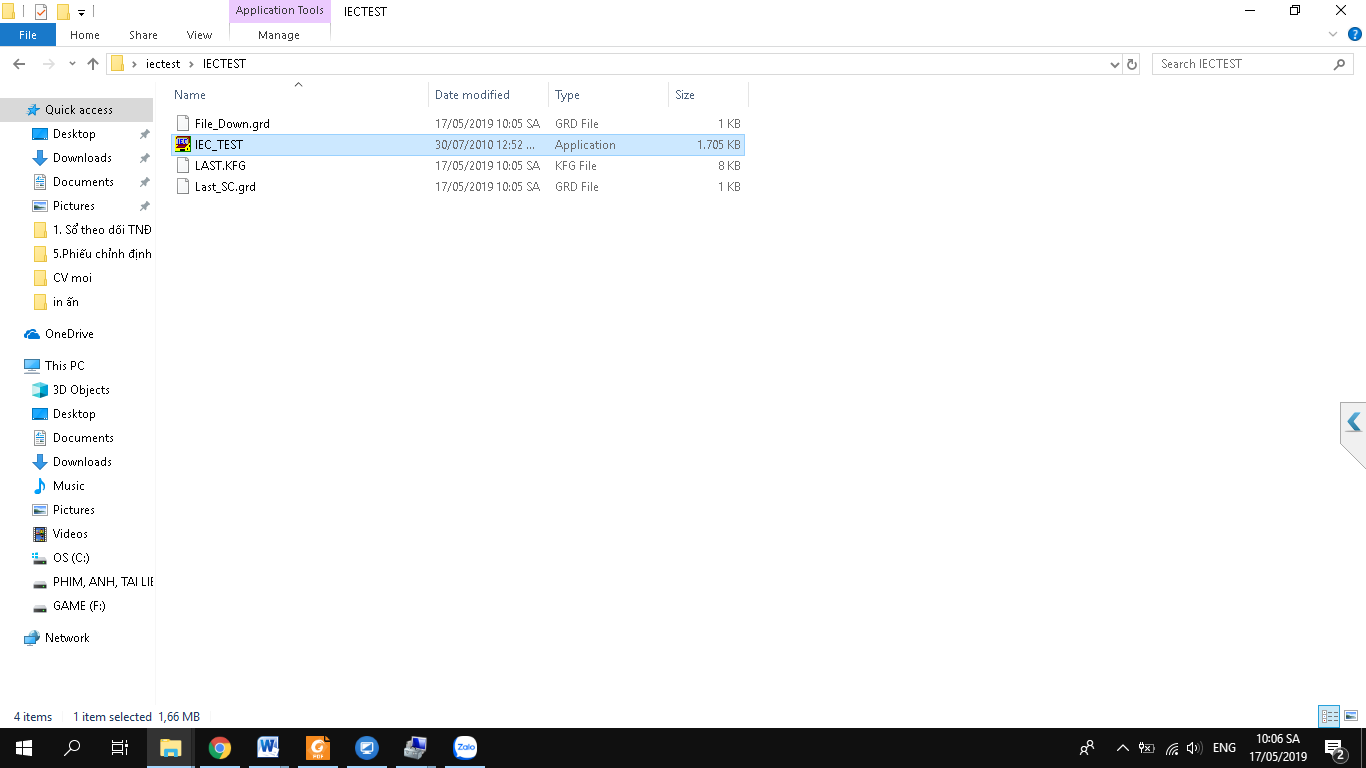 Application Tools IECTEST
File Home Share View Manage
iectest IECTEST Search IECTEST
Name Date modified Type Size
File_Down.grd 17/05/2019 10:05 SA GRD File 1 KB
IEC_TEST 30/07/2010 12:52 ... Application 1.705 KB
LAST.KFG 17/05/2019 10:05 SA KFG File 8 KB
Last_SC.grd 17/05/2019 10:05 SA GRD File 1 KB
Quick access
Desktop
Downloads
Documents
Pictures
1. Sổ theo dõi TNĐ
5.Phiếu chỉnh định
CV moi
in ấn
OneDrive
This PC
3D Objects
Desktop
Documents
Downloads
Music
Pictures
Videos
OS (C:)
PHIM, ANH, TAI LIE
GAME (F:)
Network
4 items 1 item selected 1,66 MB
W PDF Zalo ENG 10:06 SA
17/05/2019 2